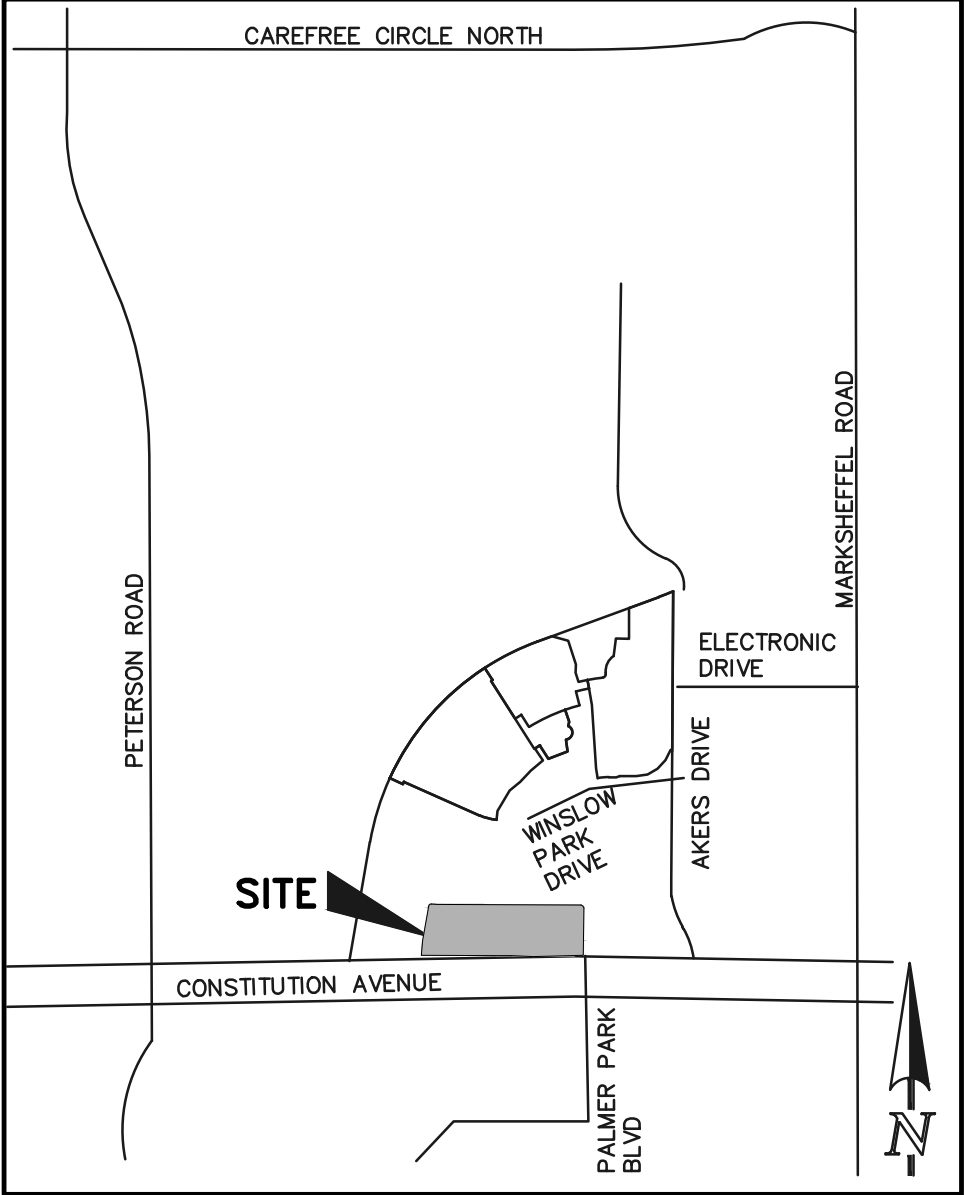 CAREFREE CIRCLE NORTH
MARKSHEFFEL ROAD
PETERSON ROAD
ELECTRONIC
DRIVE
AKERS DRIVE
WINSLOW
PARK
DRIVE
SITE
CONSTITUTION AVENUE
PALMER PARK
BLVD
N